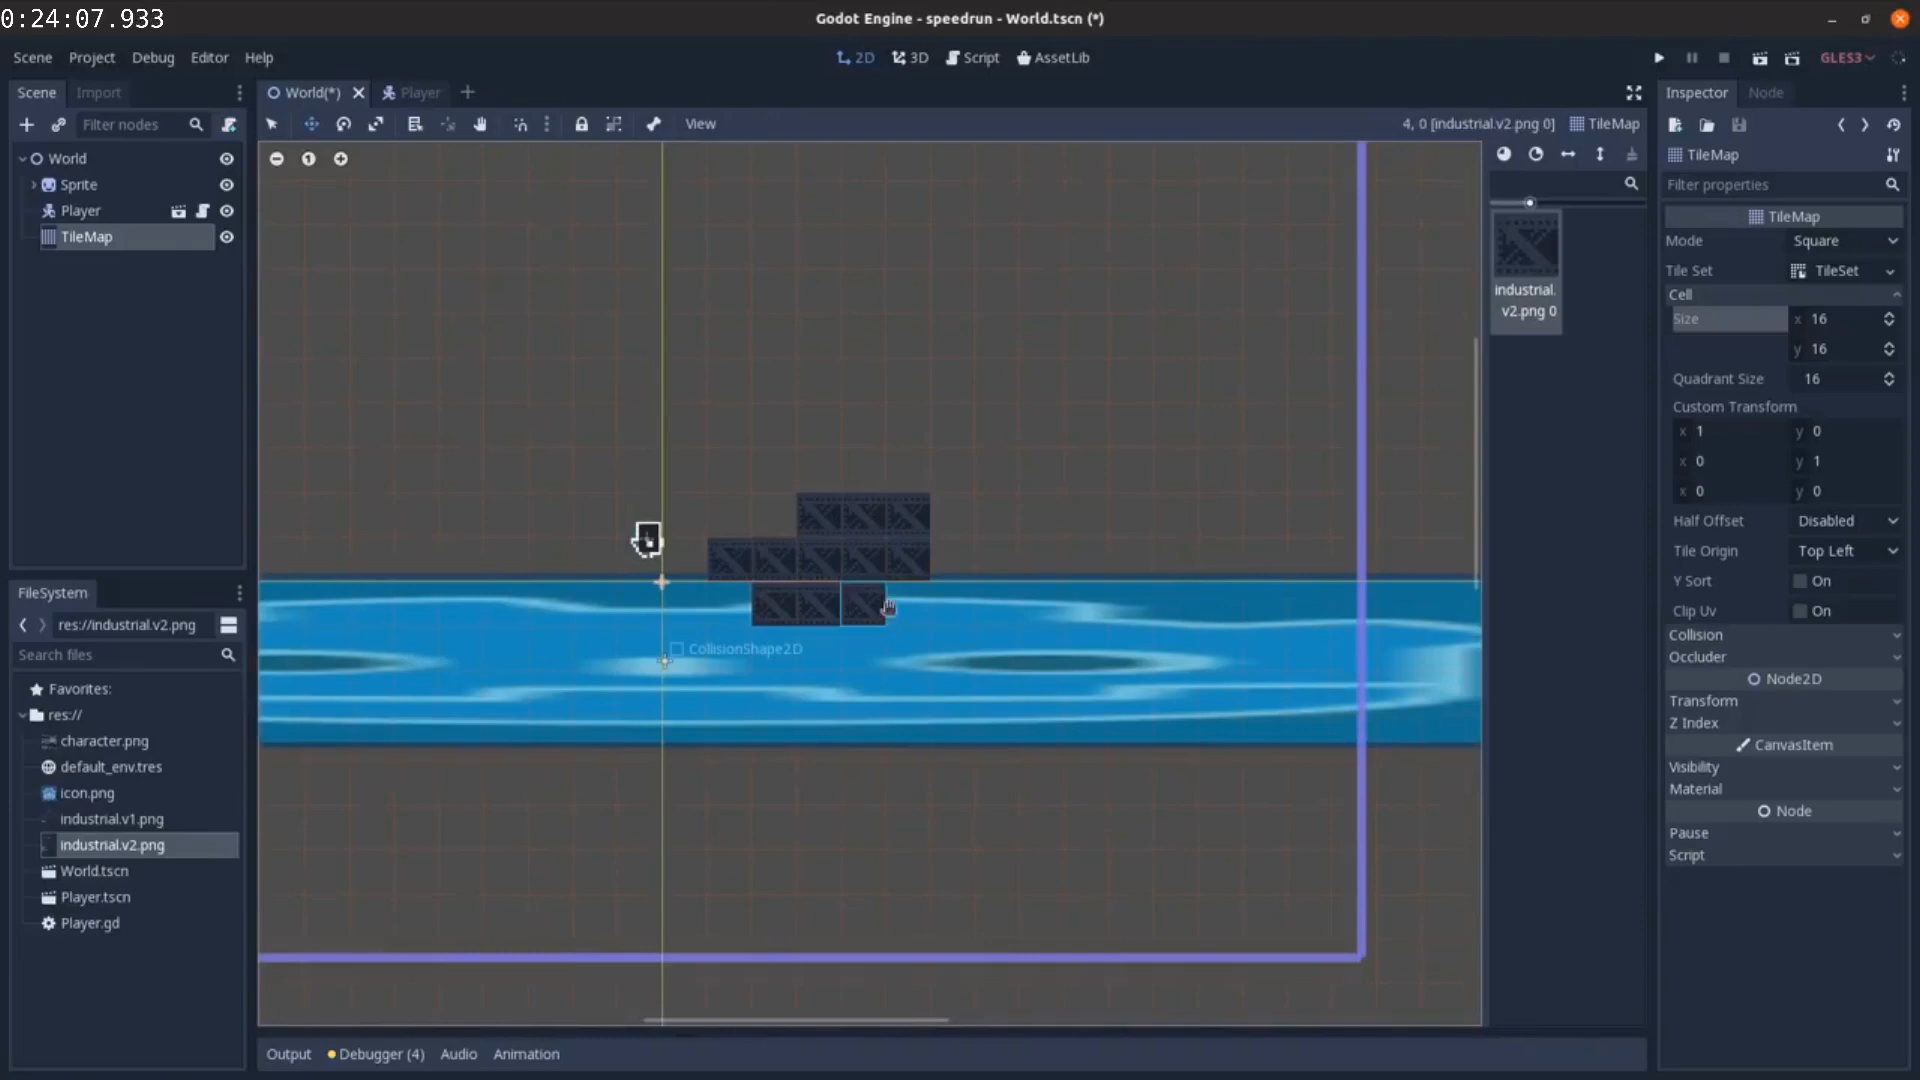 0:24:07.933
Godot Engine - speedrun - World.tscn (*)
Scene Project Debug Editor Help
2D 3D Script AssetLib
GLES3
Scene Import
World(*) Player
Inspector Node
Filter nodes
View
4, 0 [industrial.v2.png 0] TileMap
World
Sprite
Player
TileMap
TileMap
Filter properties
TileMap
Mode Square
Tile Set TileSet
Cell
Size x 16
y 16
Quadrant Size 16
Custom Transform
x 1 y 0
x 0 y 1
x 0 y 0
Half Offset Disabled
Tile Origin Top Left
Y Sort On
Clip Uv On
Collision
Occluder
Node2D
Transform
Z Index
CanvasItem
Visibility
Material
Node
Pause
Script
industrial.
v2.png 0
CollisionShape2D
FileSystem
res://industrial.v2.png
Search files
Favorites:
res://
character.png
default_env.tres
icon.png
industrial.v1.png
industrial.v2.png
World.tscn
Player.tscn
Player.gd
Output Debugger (4) Audio Animation